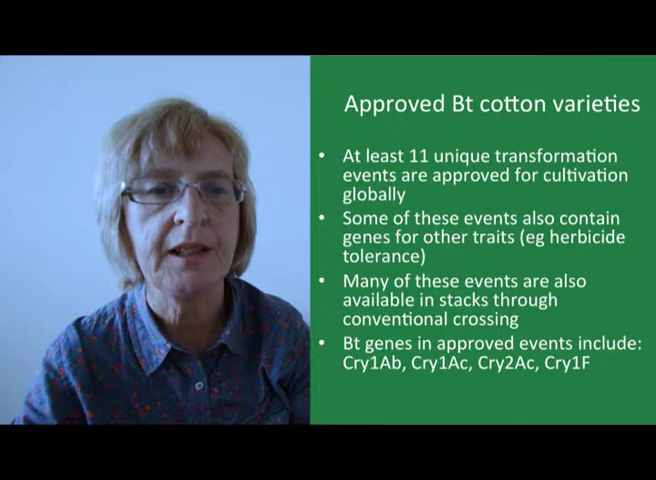 Approved Bt cotton varieties
• At least 11 unique transformation
events are approved for cultivation
globally
• Some of these events also contain
genes for other traits (eg herbicide
tolerance)
• Many of these events are also
available in stacks through
conventional crossing
• Bt genes in approved events include:
Cry1Ab, Cry1Ac, Cry2Ac, Cry1F